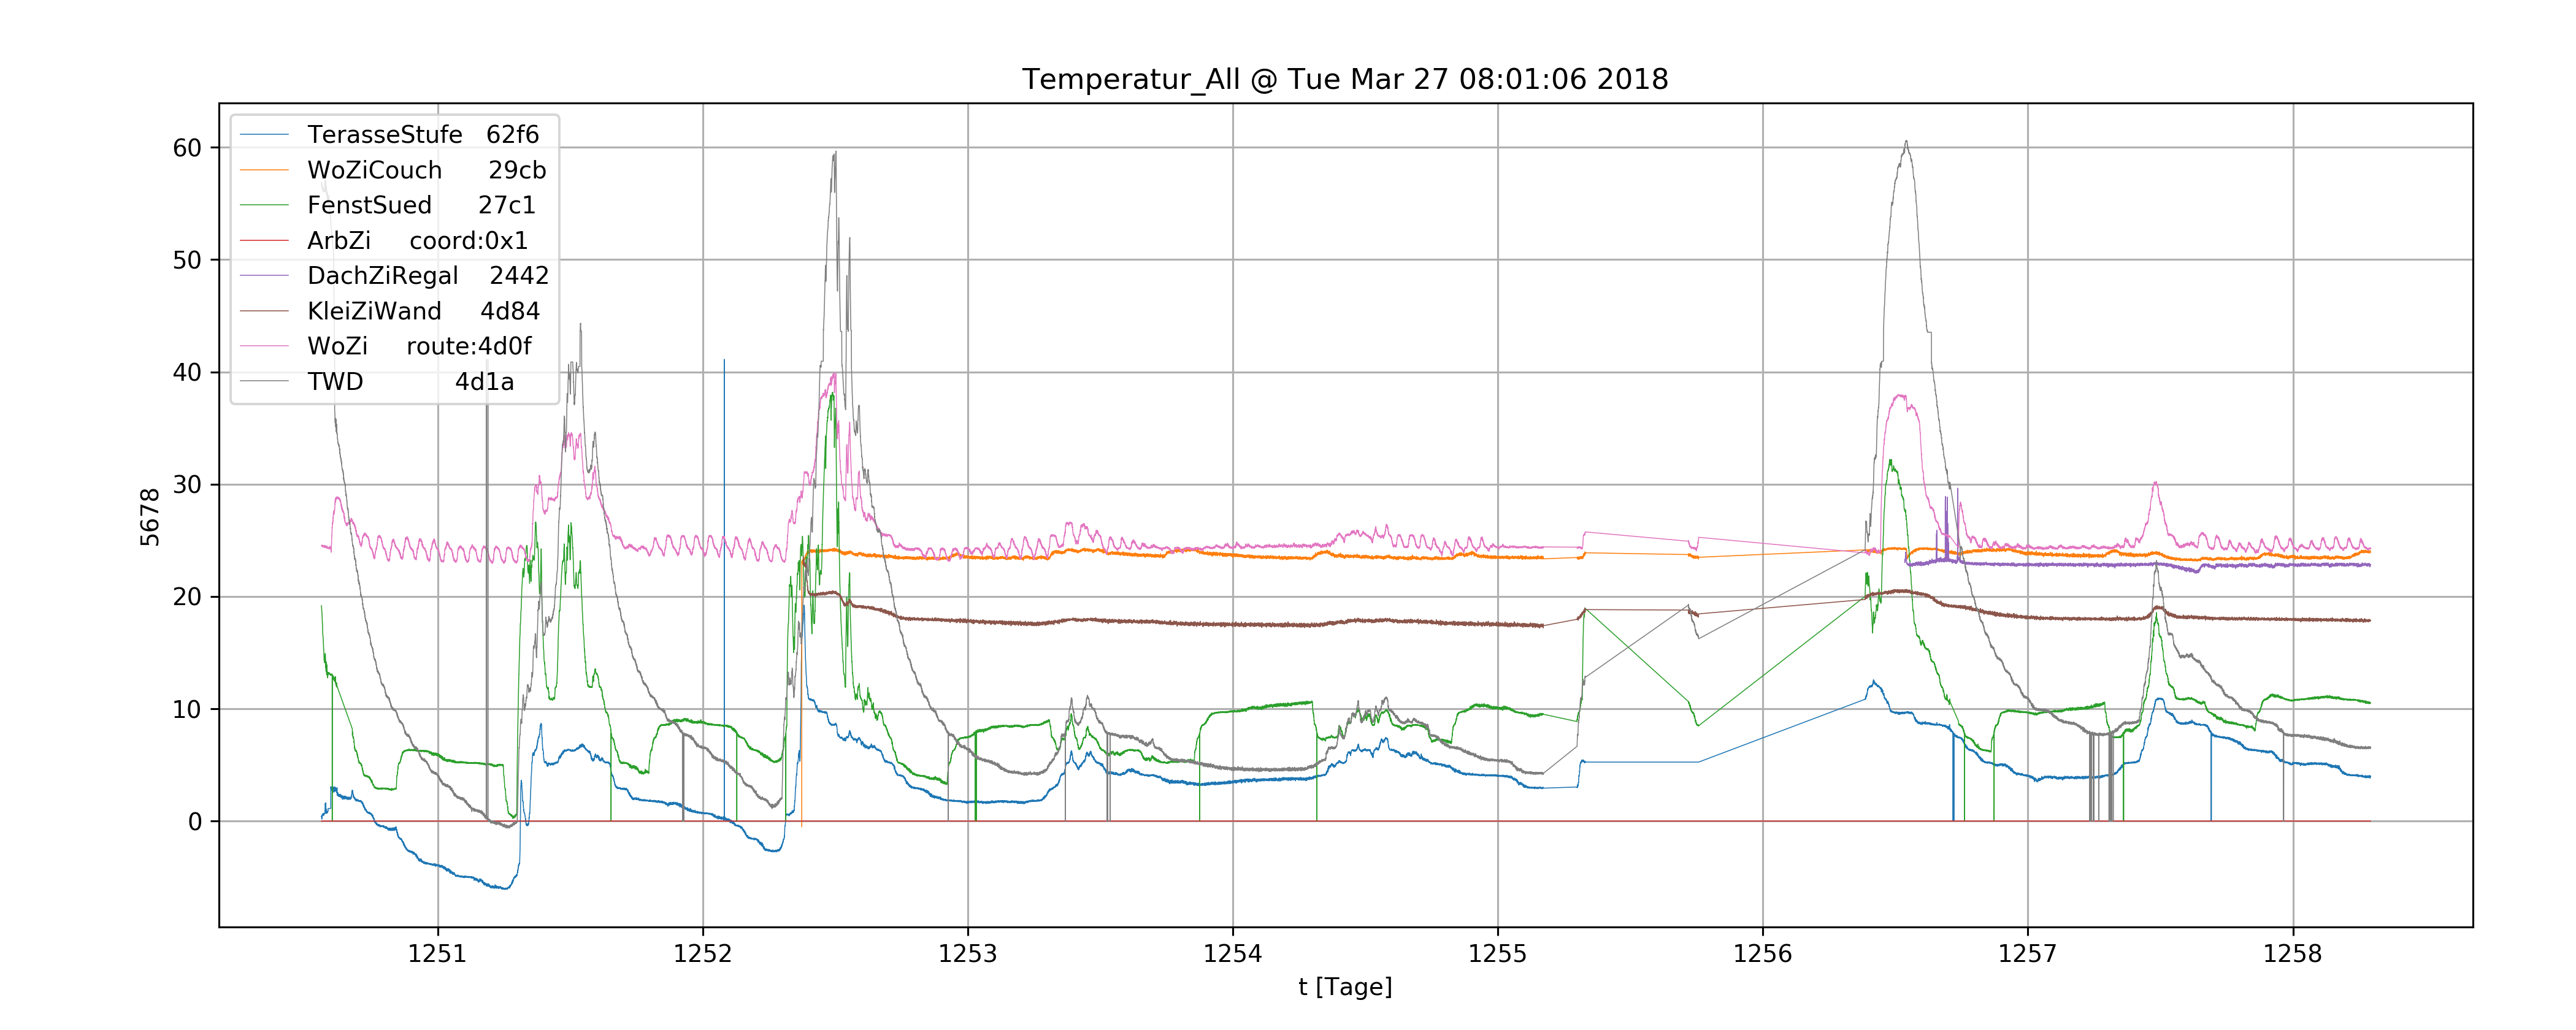 Temperatur_All @ Tue Mar 27 08:01:06 2018
TerasseStufe 62f6
WoZiCouch 29cb
FenstSued 27c1
ArbZi coord:0x1
DachZiRegal 2442
KleiZiWand 4d84
WoZi route:4d0f
TWD 4d1a
60
50
40
30
20
10
0
5678
1251 1252 1253 1254 1255 1256 1257 1258
t [Tage]